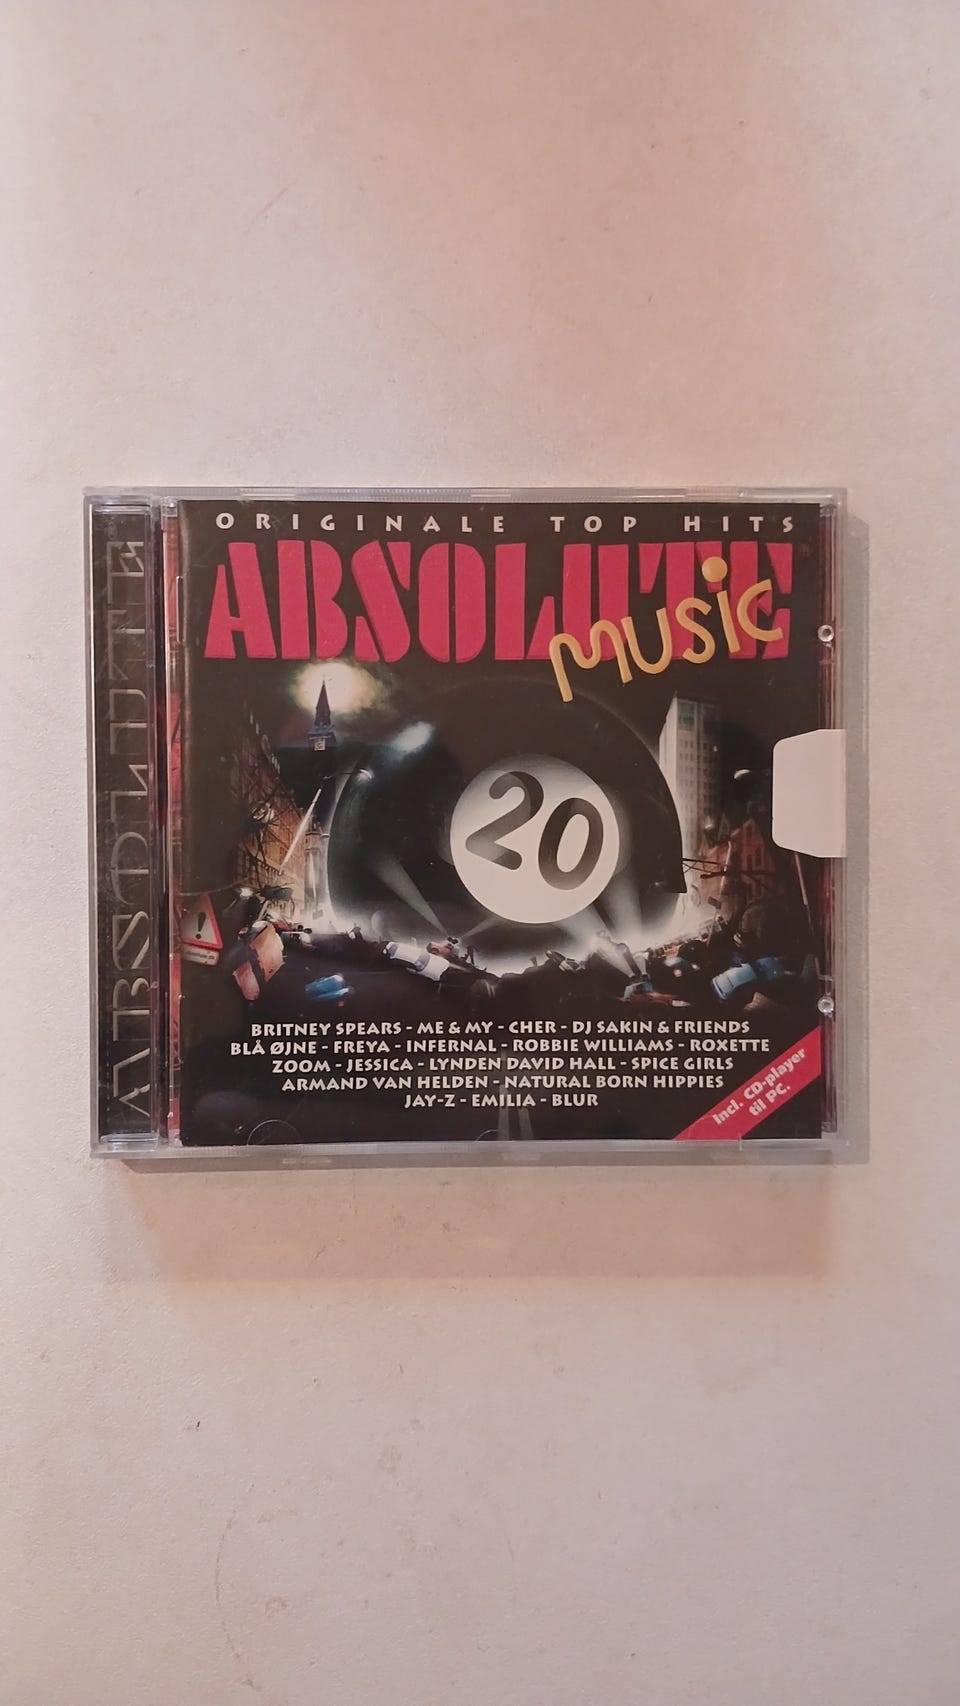 ORIGINALE TOP HITS
ABSOLUTE
music
20
!
BRITNEY SPEARS - ME & MY - CHER - DJ SAKIN & FRIENDS
BLÅ ØJNE - FREYA - INFERNAL - ROBBIE WILLIAMS - ROXETTE
ZOOM - JESSICA - LYNDEN DAVID HALL - SPICE GIRLS
ARMAND VAN HELDEN - NATURAL BORN HIPPIES
JAY-Z - EMILIA - BLUR
incl. CD-player
til PC.
ABSOLUTE